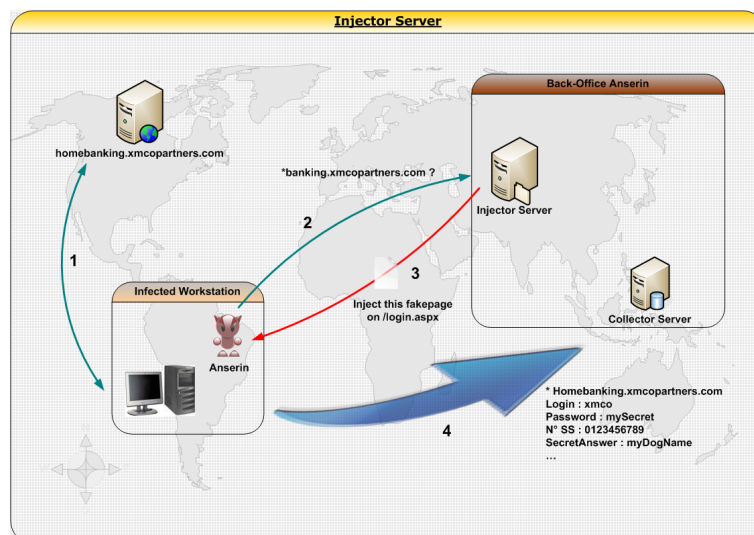 Injector Server
Back-Office Anserin
homebanking.xmcopartners.com
*banking.xmcopartners.com ?
Injector Server
2
1
3
Infected Workstation
Inject this fakepage
on /login.aspx
Collector Server
Anserin
* Homebanking.xmcopartners.com
Login : xmco
Password : mySecret
N° SS : 0123456789
SecretAnswer : myDogName
...
4